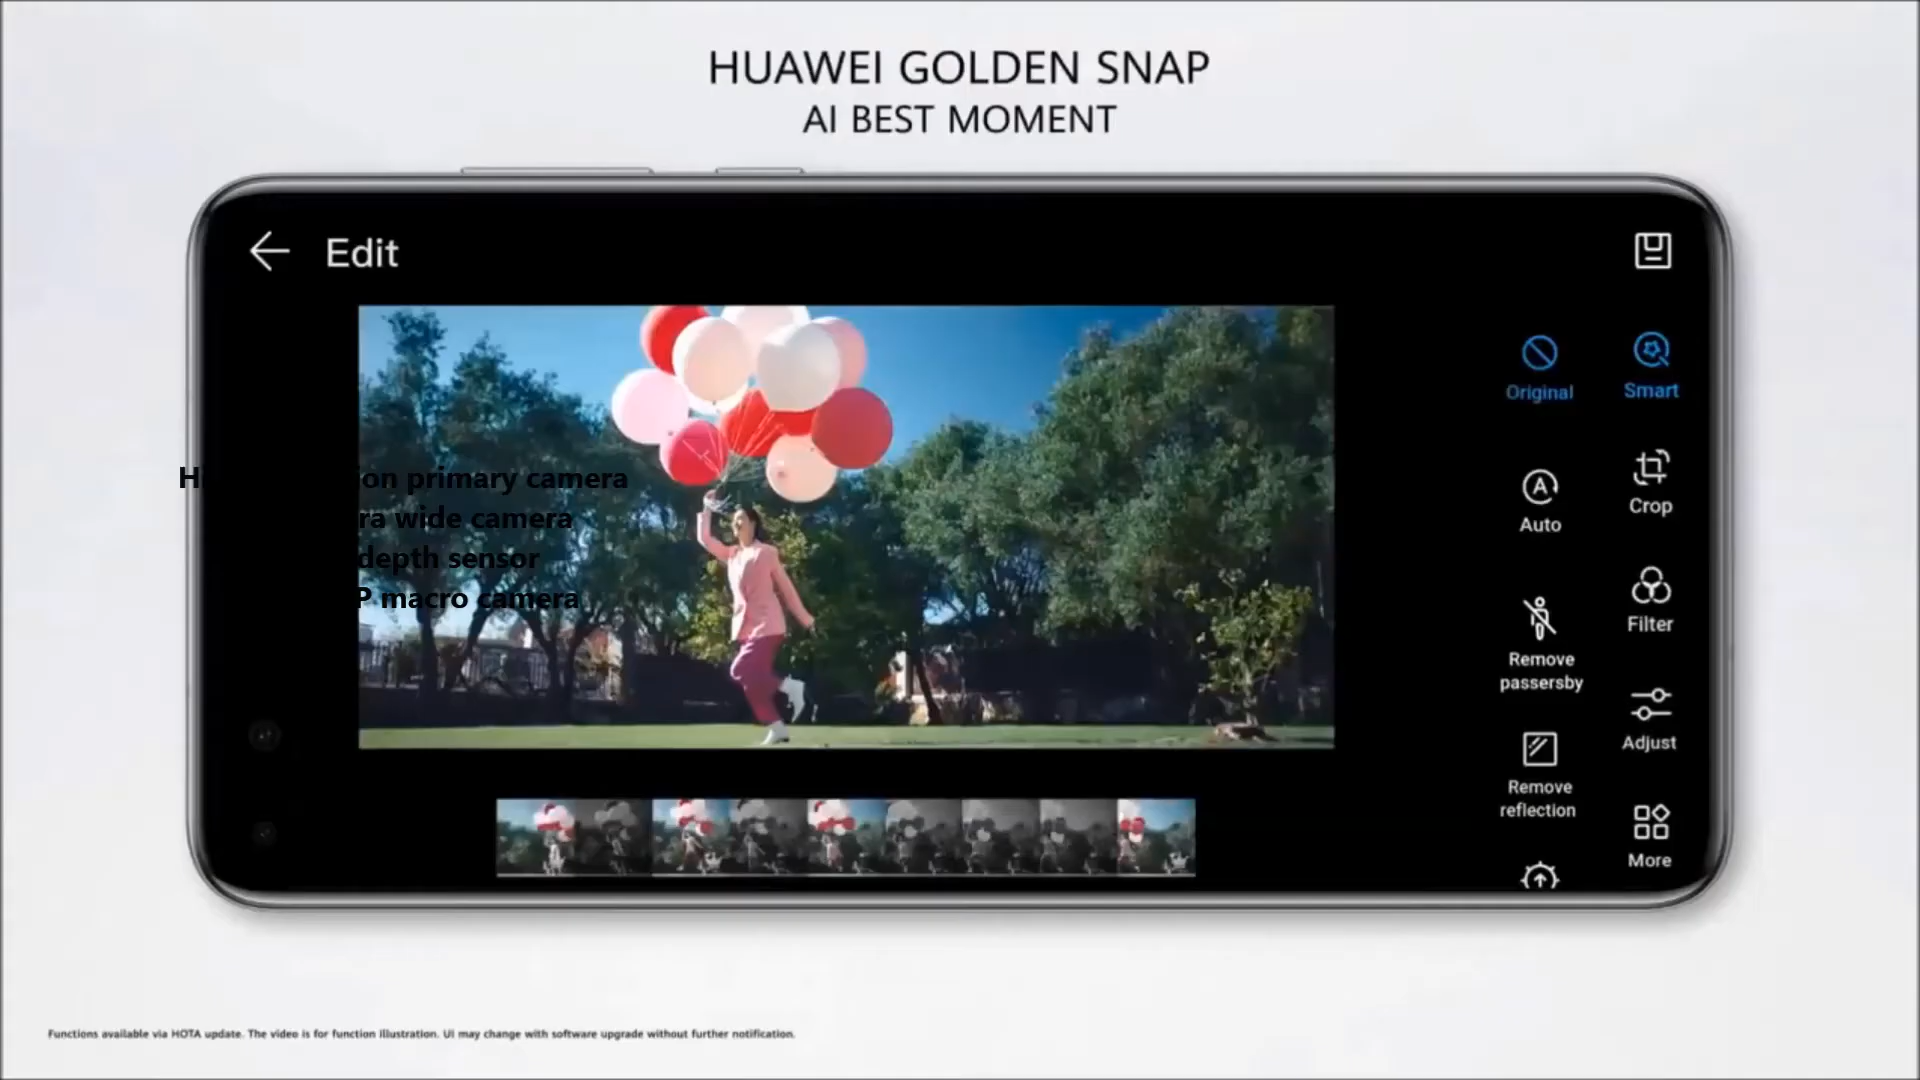 HUAWEI GOLDEN SNAP
AI BEST MOMENT
Edit
Original
Smart
Auto
Crop
Remove
passersby
Filter
Remove
reflection
Adjust
More
primary camera
wide camera
depth sensor
macro camera
Functions available via HOTA update. The video is for function illustration. UI may change with software upgrade without further notification.